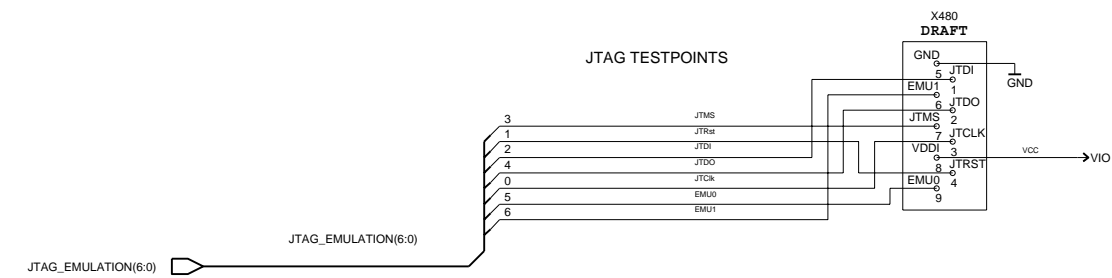 X480
DRAFT
JTAG TESTPOINTS
GND
5
JTDI
1
GND
EMU1
6
JTDO
2
JTMS
7
JTCLK
3
VDDI
8
JTRST
4
EMU0
9
VCC
VIO
3
JTMS
1
JTRst
2
JTDI
4
JTDO
0
JTClk
5
EMU0
6
EMU1
JTAG_EMULATION(6:0)
JTAG_EMULATION(6:0)